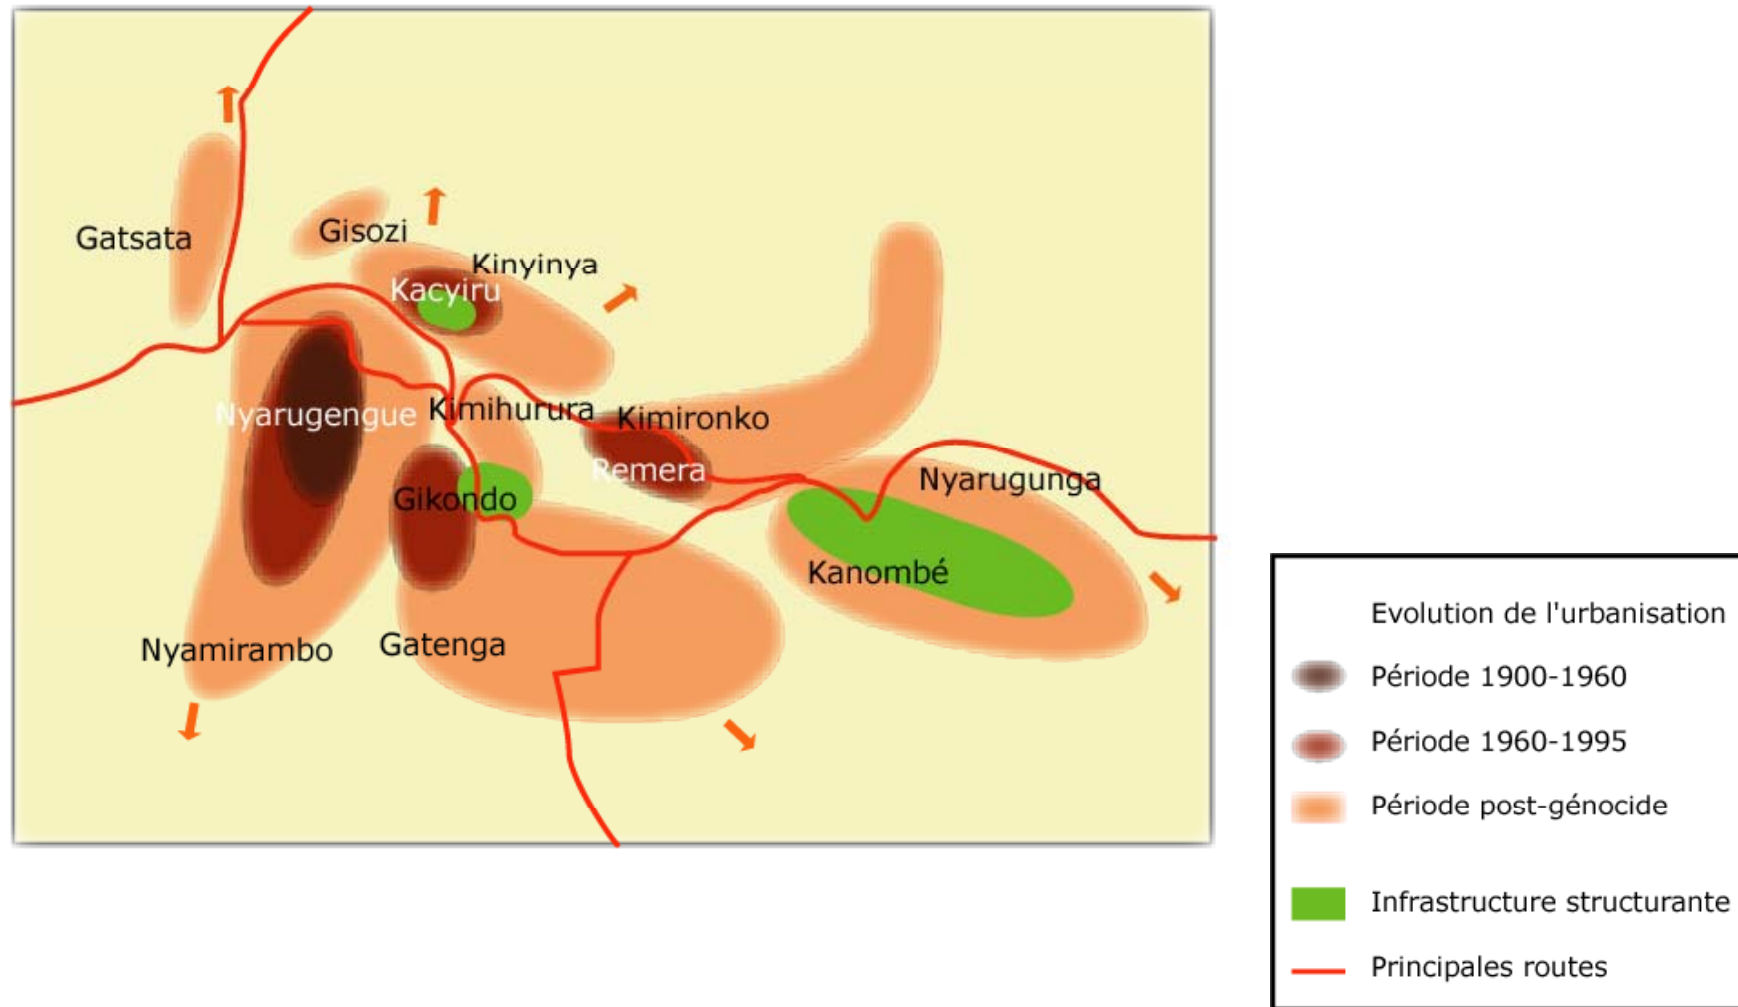 Gatsata
Gisozi
Kinyinya
Kacyiru
Nyarugengue
Kimihurura
Kimironko
Remera
Nyarugunga
Gikondo
Kanombé
Nyamirambo
Gatenga
Evolution de l'urbanisation
Période 1900-1960
Période 1960-1995
Période post-génocide
Infrastructure structurante
Principales routes